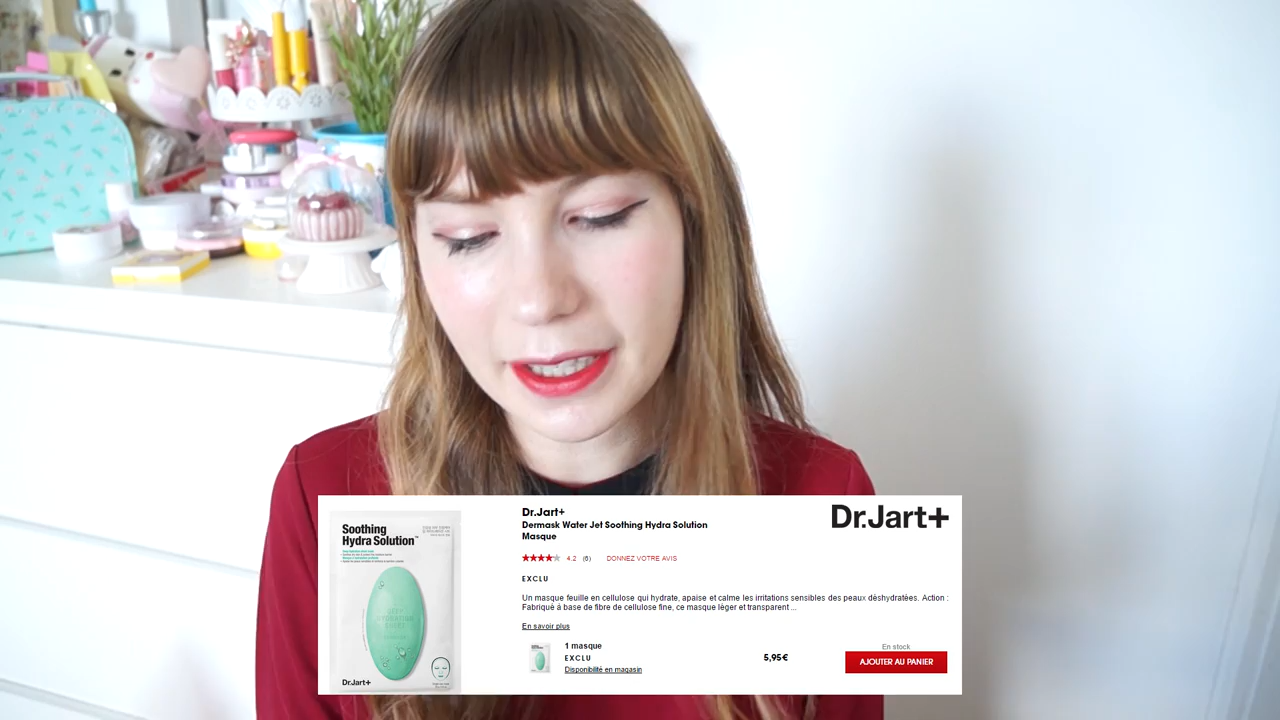 Soothing
Hydra Solution™
DEEP
HYDRATION
Dr.Jart+
Dr.Jart+
Dr.Jart+
Dermask Water Jet Soothing Hydra Solution
Masque
4.2 (6) DONNEZ VOTRE AVIS
EXCLU
Un masque feuille en cellulose qui hydrate, apaise et calme les irritations sensibles des peaux déshydratées. Action :
Fabriqué à base de fibre de cellulose fine, ce masque léger et transparent ...
En savoir plus
1 masque
EXCLU
Disponibilité en magasin
5,95€
En stock
AJOUTER AU PANIER